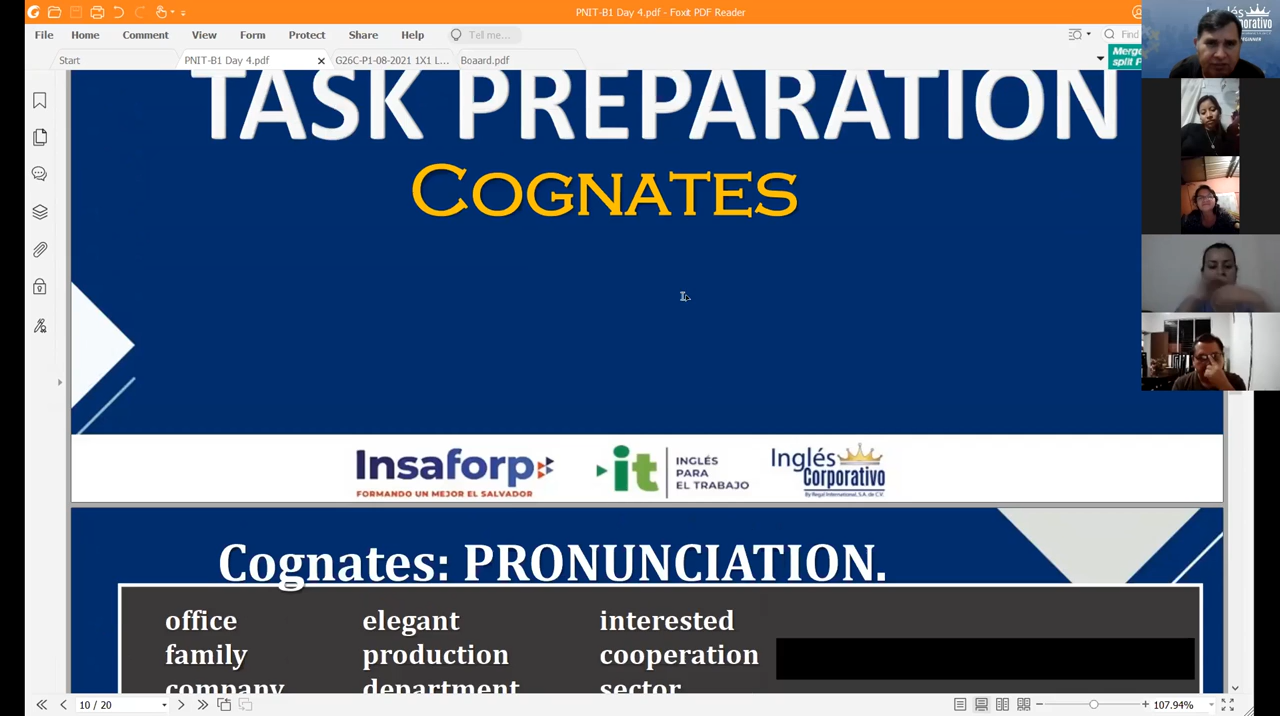 PNIT-B1 Day 4.pdf - Foxit PDF Reader
File Home Comment View Form Protect Share Help Tell me... Find
Start PNIT-B1 Day 4.pdf G26C-P1-08-2021 1X1 L... Boaard.pdf
Merge
split P
TASK PREPARATION
COGNATES
Insaforp
FORMANDO UN MEJOR EL SALVADOR
it
INGLÉS
PARA
EL TRABAJO
Inglés
Corporativo
By Regal International, S.A. de C.V.
Cognates: PRONUNCIATION.
office elegant interested
family production cooperation
company department sector
10 / 20
107.94%
Inglés
Corporativo